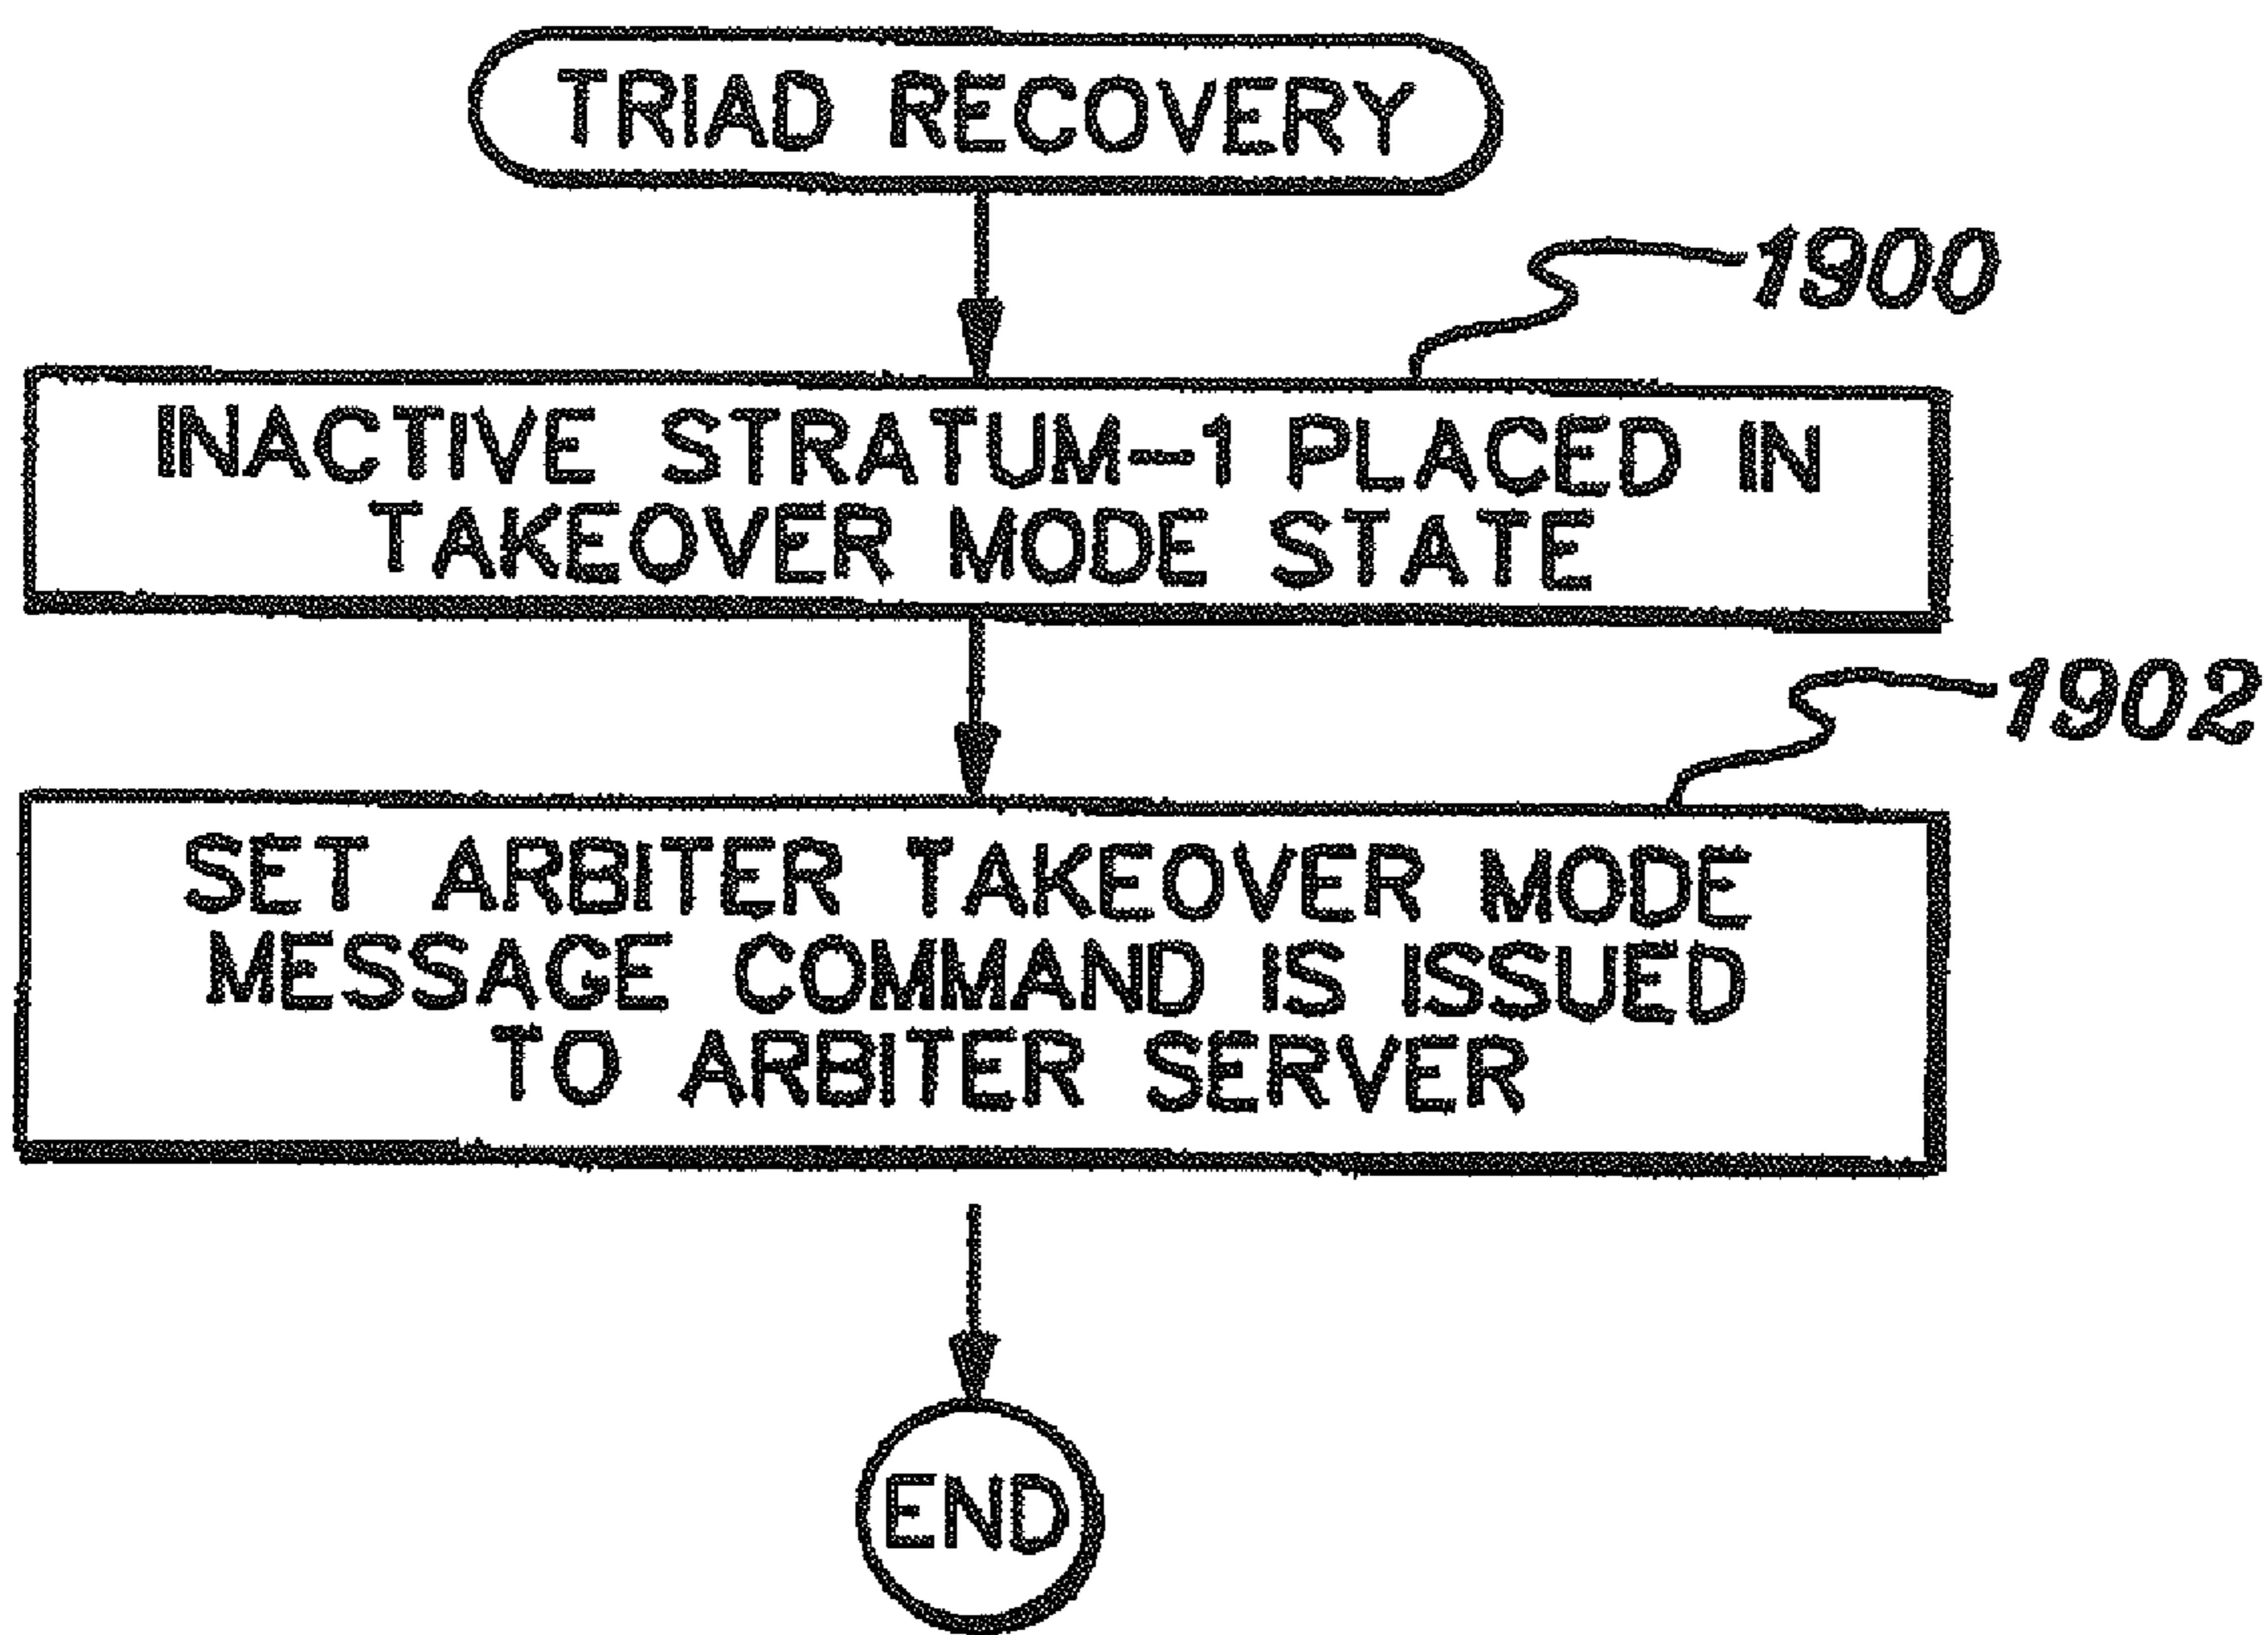 TRIAD RECOVERY
1900
INACTIVE STRATUM-1 PLACED IN
TAKEOVER MODE STATE
1902
SET ARBITER TAKEOVER MODE
MESSAGE COMMAND IS ISSUED
TO ARBITER SERVER
END